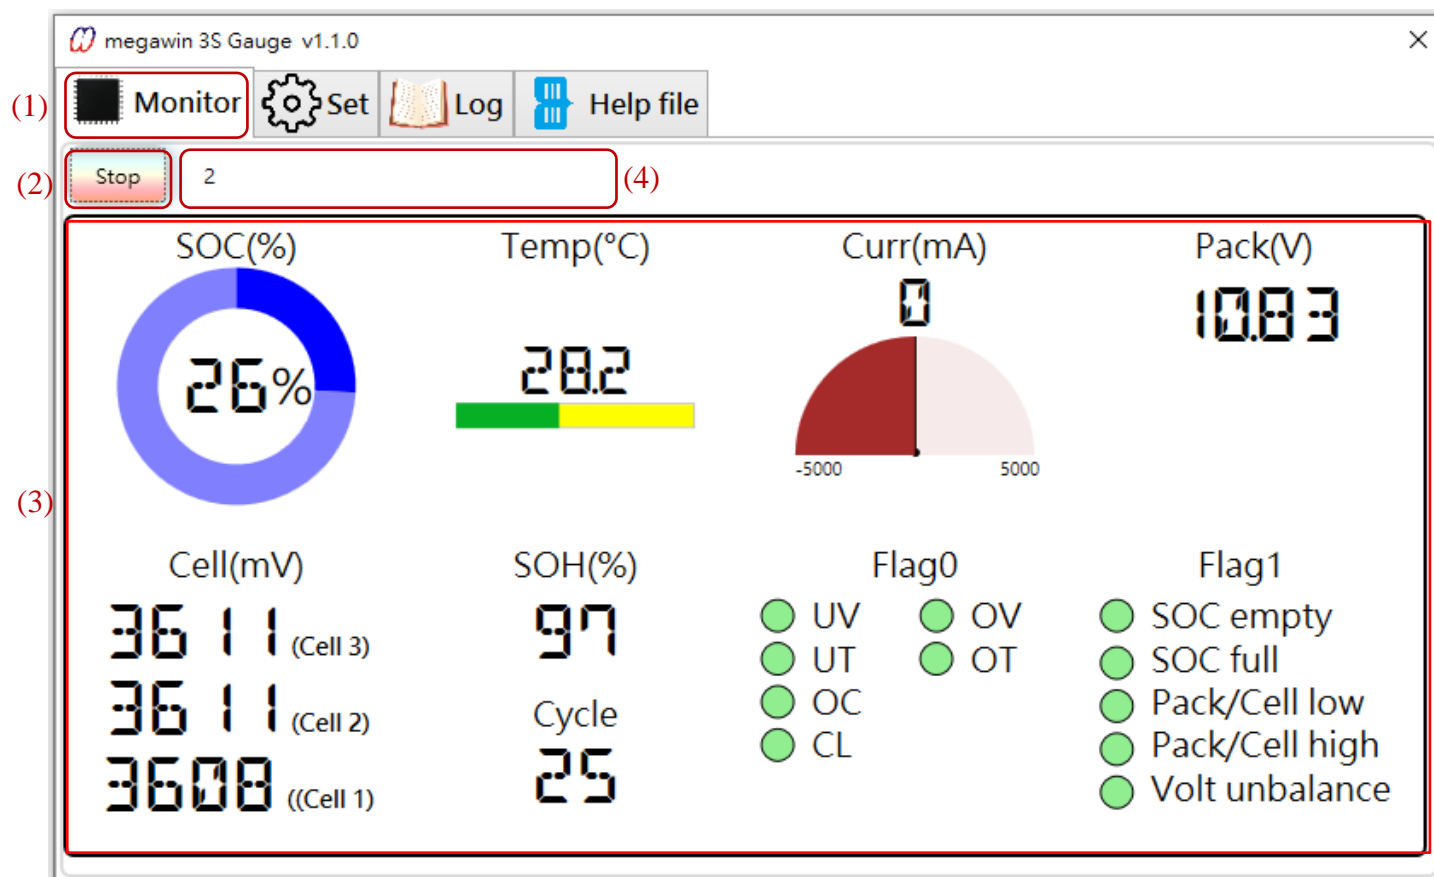 megawin 3S Gauge v1.1.0
(1) Monitor Set Log Help file
(2) Stop 2 (4)
SOC(%) Temp(°C) Curr(mA) Pack(V)
0 10.83
26% 28.2
-5000 5000
(3)
Cell(mV) SOH(%) Flag0 Flag1
3611 (Cell 3) 97 UV OV SOC empty
UT OT SOC full
3611 (Cell 2) Cycle OC Pack/Cell low
CL Pack/Cell high
3608 ((Cell 1) 25 Volt unbalance